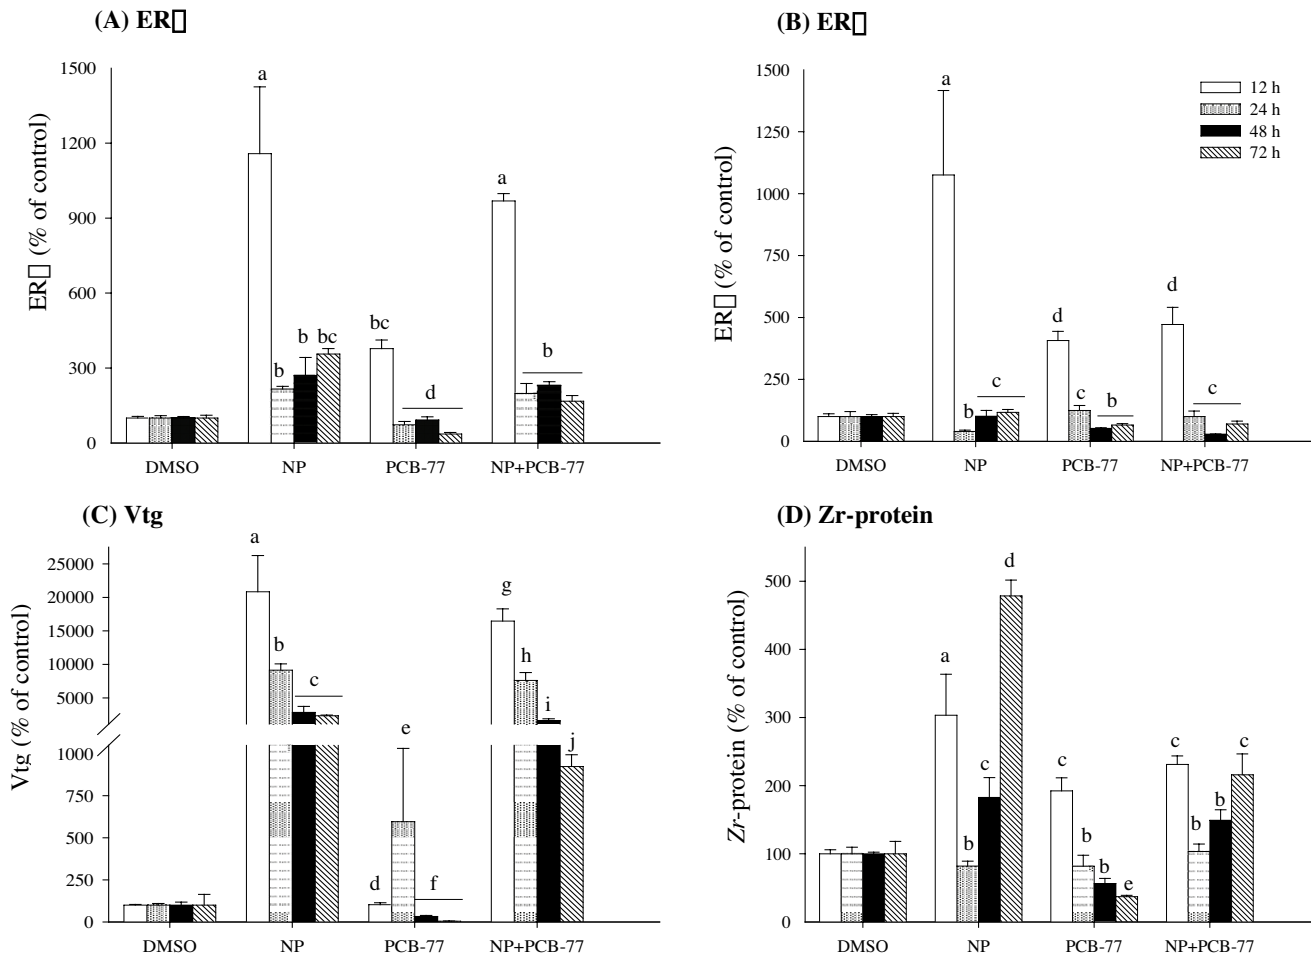 (A) ER▯
(B) ER▯
1500
1200
900
600
300
0
ER▯ (% of control)
a
b
b
bc
bc
d
a
b
DMSO
NP
PCB-77
NP+PCB-77
1500
1250
1000
750
500
250
0
ER▯ (% of control)
a
b
c
d
c
b
d
c
12 h
24 h
48 h
72 h
DMSO
NP
PCB-77
NP+PCB-77
(C) Vtg
(D) Zr-protein
25000
20000
15000
10000
5000
1000
750
500
250
0
Vtg (% of control)
a
b
c
d
e
f
g
h
i
j
DMSO
NP
PCB-77
NP+PCB-77
500
400
300
200
100
0
Zr-protein (% of control)
a
b
c
d
c
b
b
e
c
b
b
c
DMSO
NP
PCB-77
NP+PCB-77